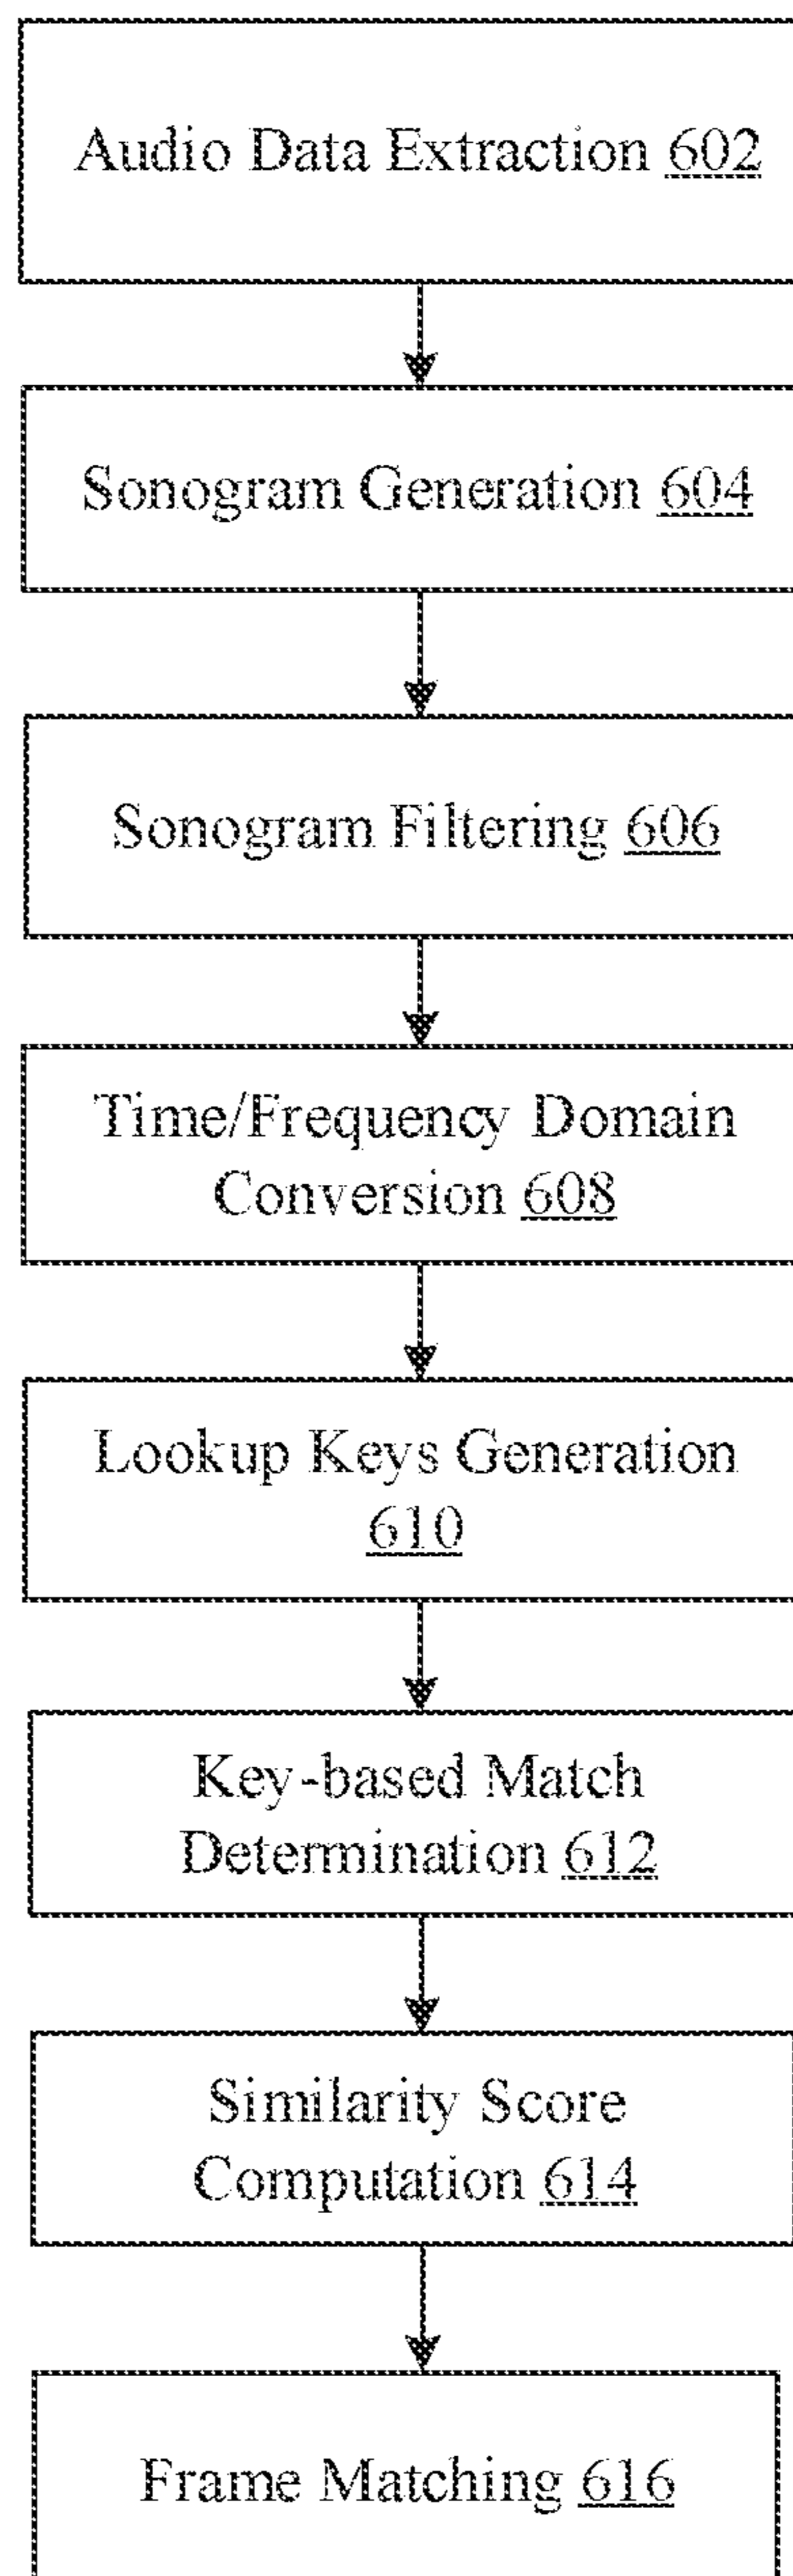 Audio Data Extraction 602
Sonogram Generation 604
Sonogram Filtering 606
Time/Frequency Domain
Conversion 608
Lookup Keys Generation
610
Key-based Match
Determination 612
Similarity Score
Computation 614
Frame Matching 616